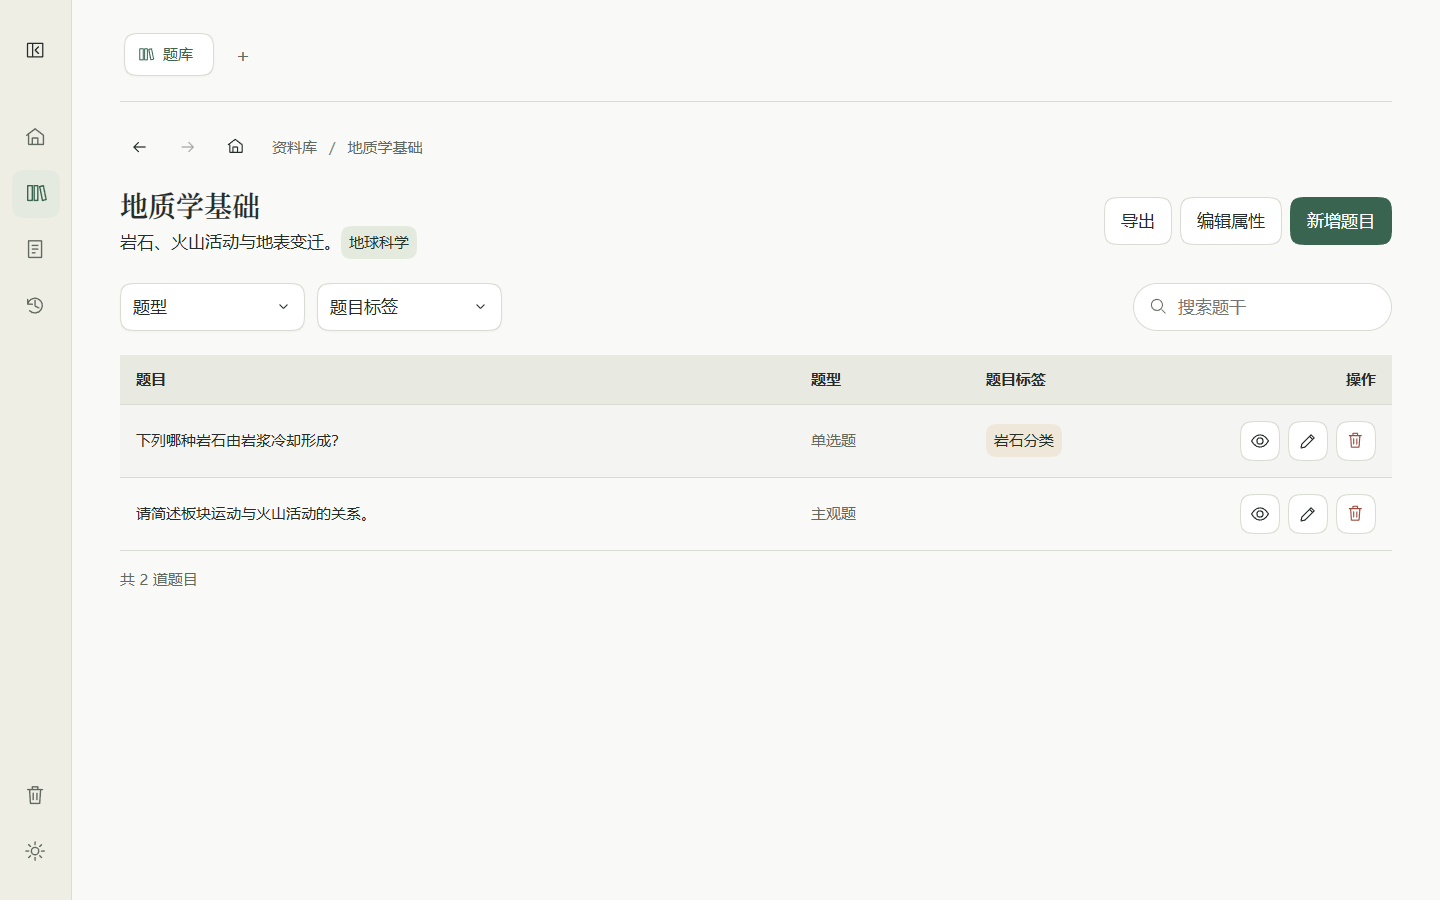 题库
资料库 / 地质学基础
地质学基础
岩石、火山活动与地表变迁。 地球科学
导出 编辑属性 新增题目
题型 题目标签 搜索题干
题目 题型 题目标签 操作
下列哪种岩石由岩浆冷却形成? 单选题 岩石分类
请简述板块运动与火山活动的关系。 主观题
共 2 道题目